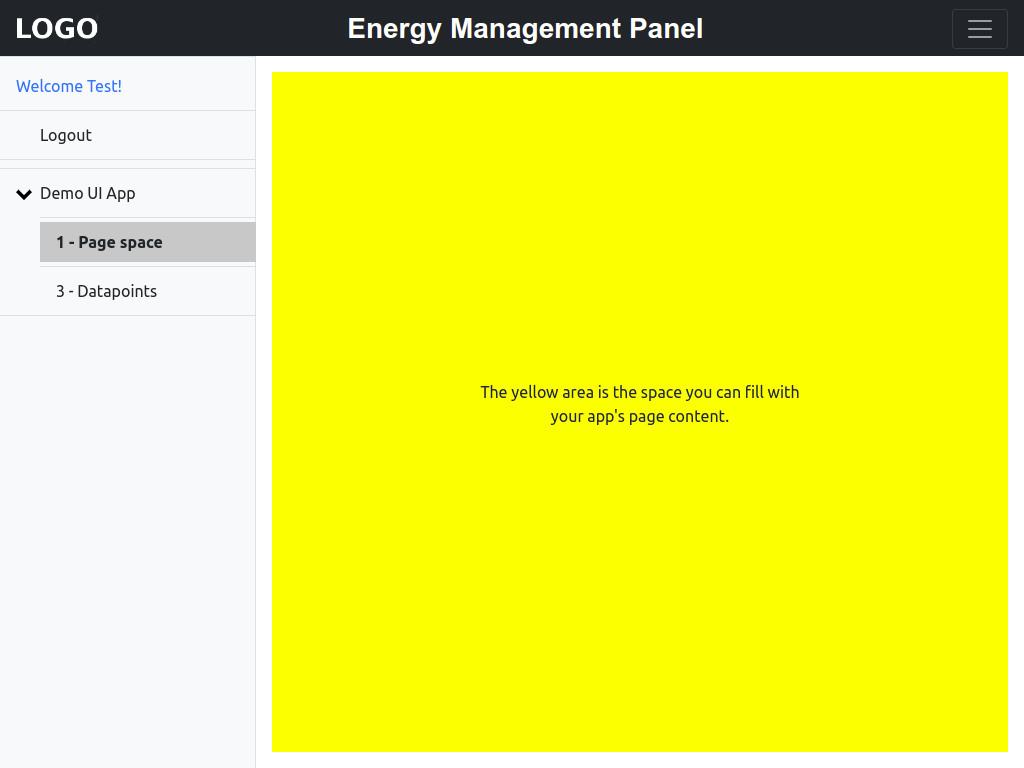 LOGO
Energy Management Panel
Welcome Test!
Logout
Demo UI App
1 - Page space
3 - Datapoints
The yellow area is the space you can fill with
your app's page content.